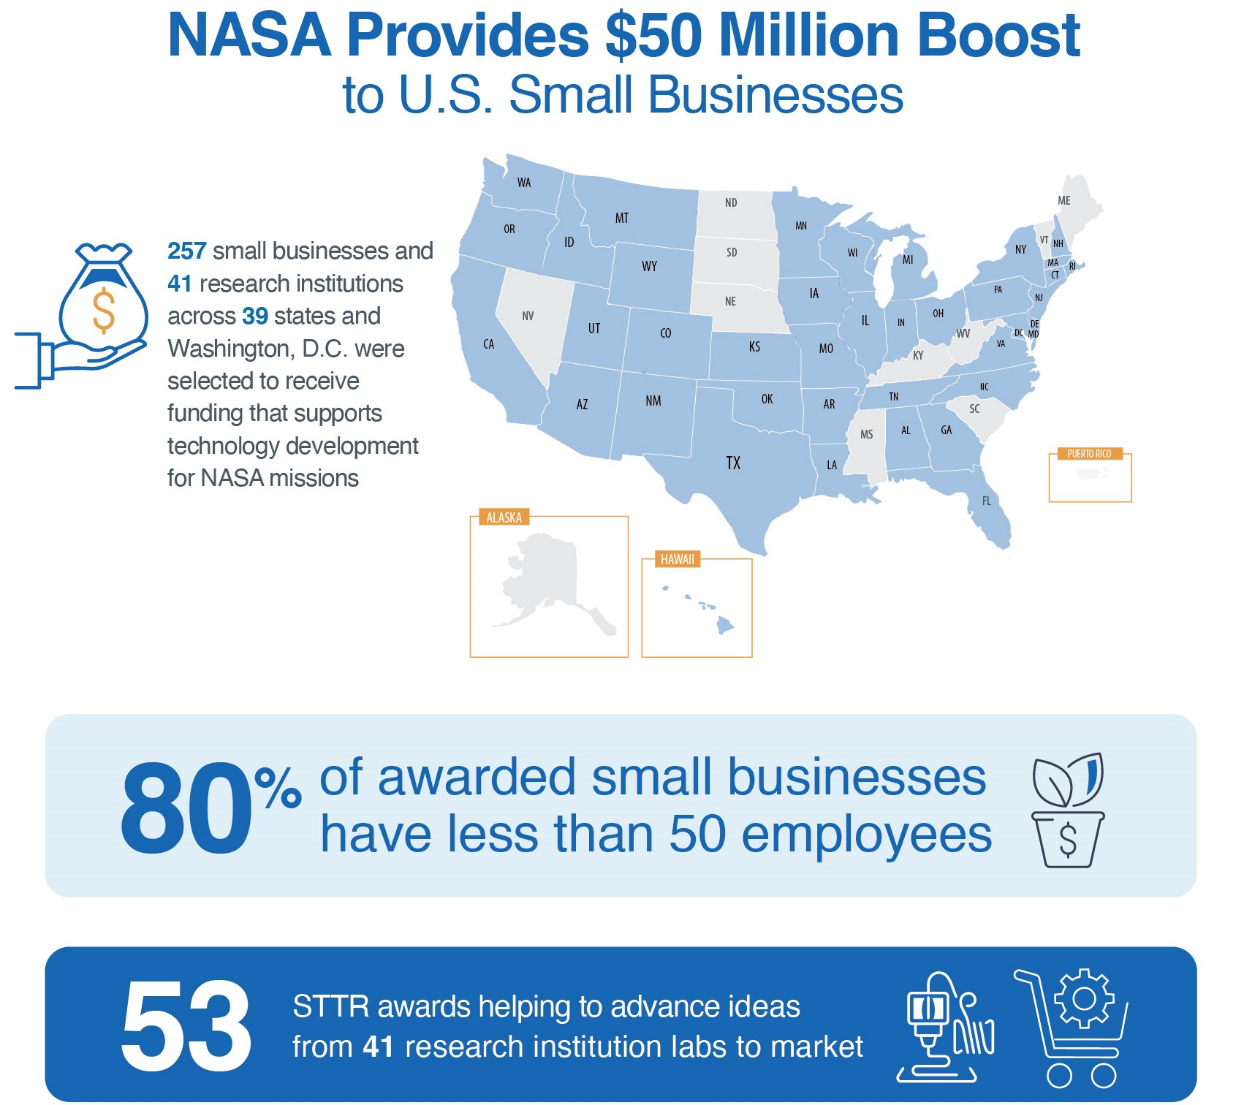 NASA Provides $50 Million Boost
to U.S. Small Businesses
257 small businesses and
41 research institutions
across 39 states and
Washington, D.C. were
selected to receive
funding that supports
technology development
for NASA missions
$
WA
OR
ID
MT
WY
ND
SD
NE
MN
WI
MI
IA
IL
IN
OH
PA
NY
VT
NH
ME
MA
RI
CT
NJ
DE
MD
DC
VA
WV
KY
NV
UT
CO
KS
MO
CA
AZ
NM
OK
AR
TN
NC
SC
MS
AL
GA
TX
LA
FL
PUERTO RICO
ALASKA
HAWAII
80% of awarded small businesses
have less than 50 employees
$
53 STTR awards helping to advance ideas
from 41 research institution labs to market